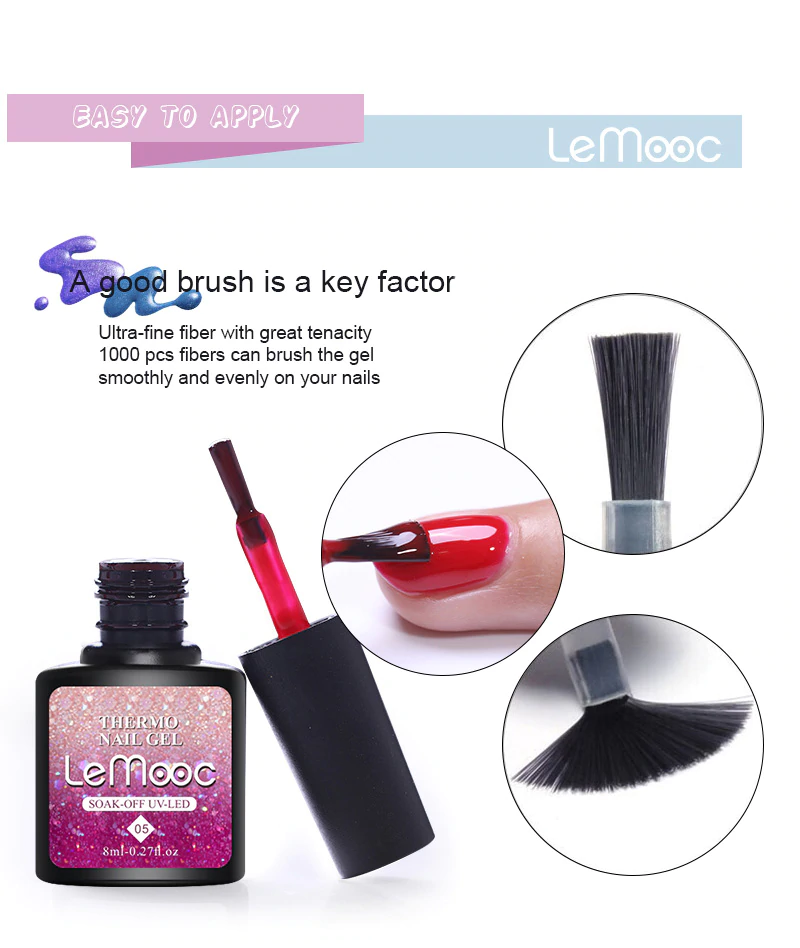 EASY TO APPLY
LeMooc
A good brush is a key factor
Ultra-fine fiber with great tenacity
1000 pcs fibers can brush the gel
smoothly and evenly on your nails
THERMO
NAIL GEL
LeMooc
SOAK-OFF UV-LED
05
8ml-0.27fl.oz